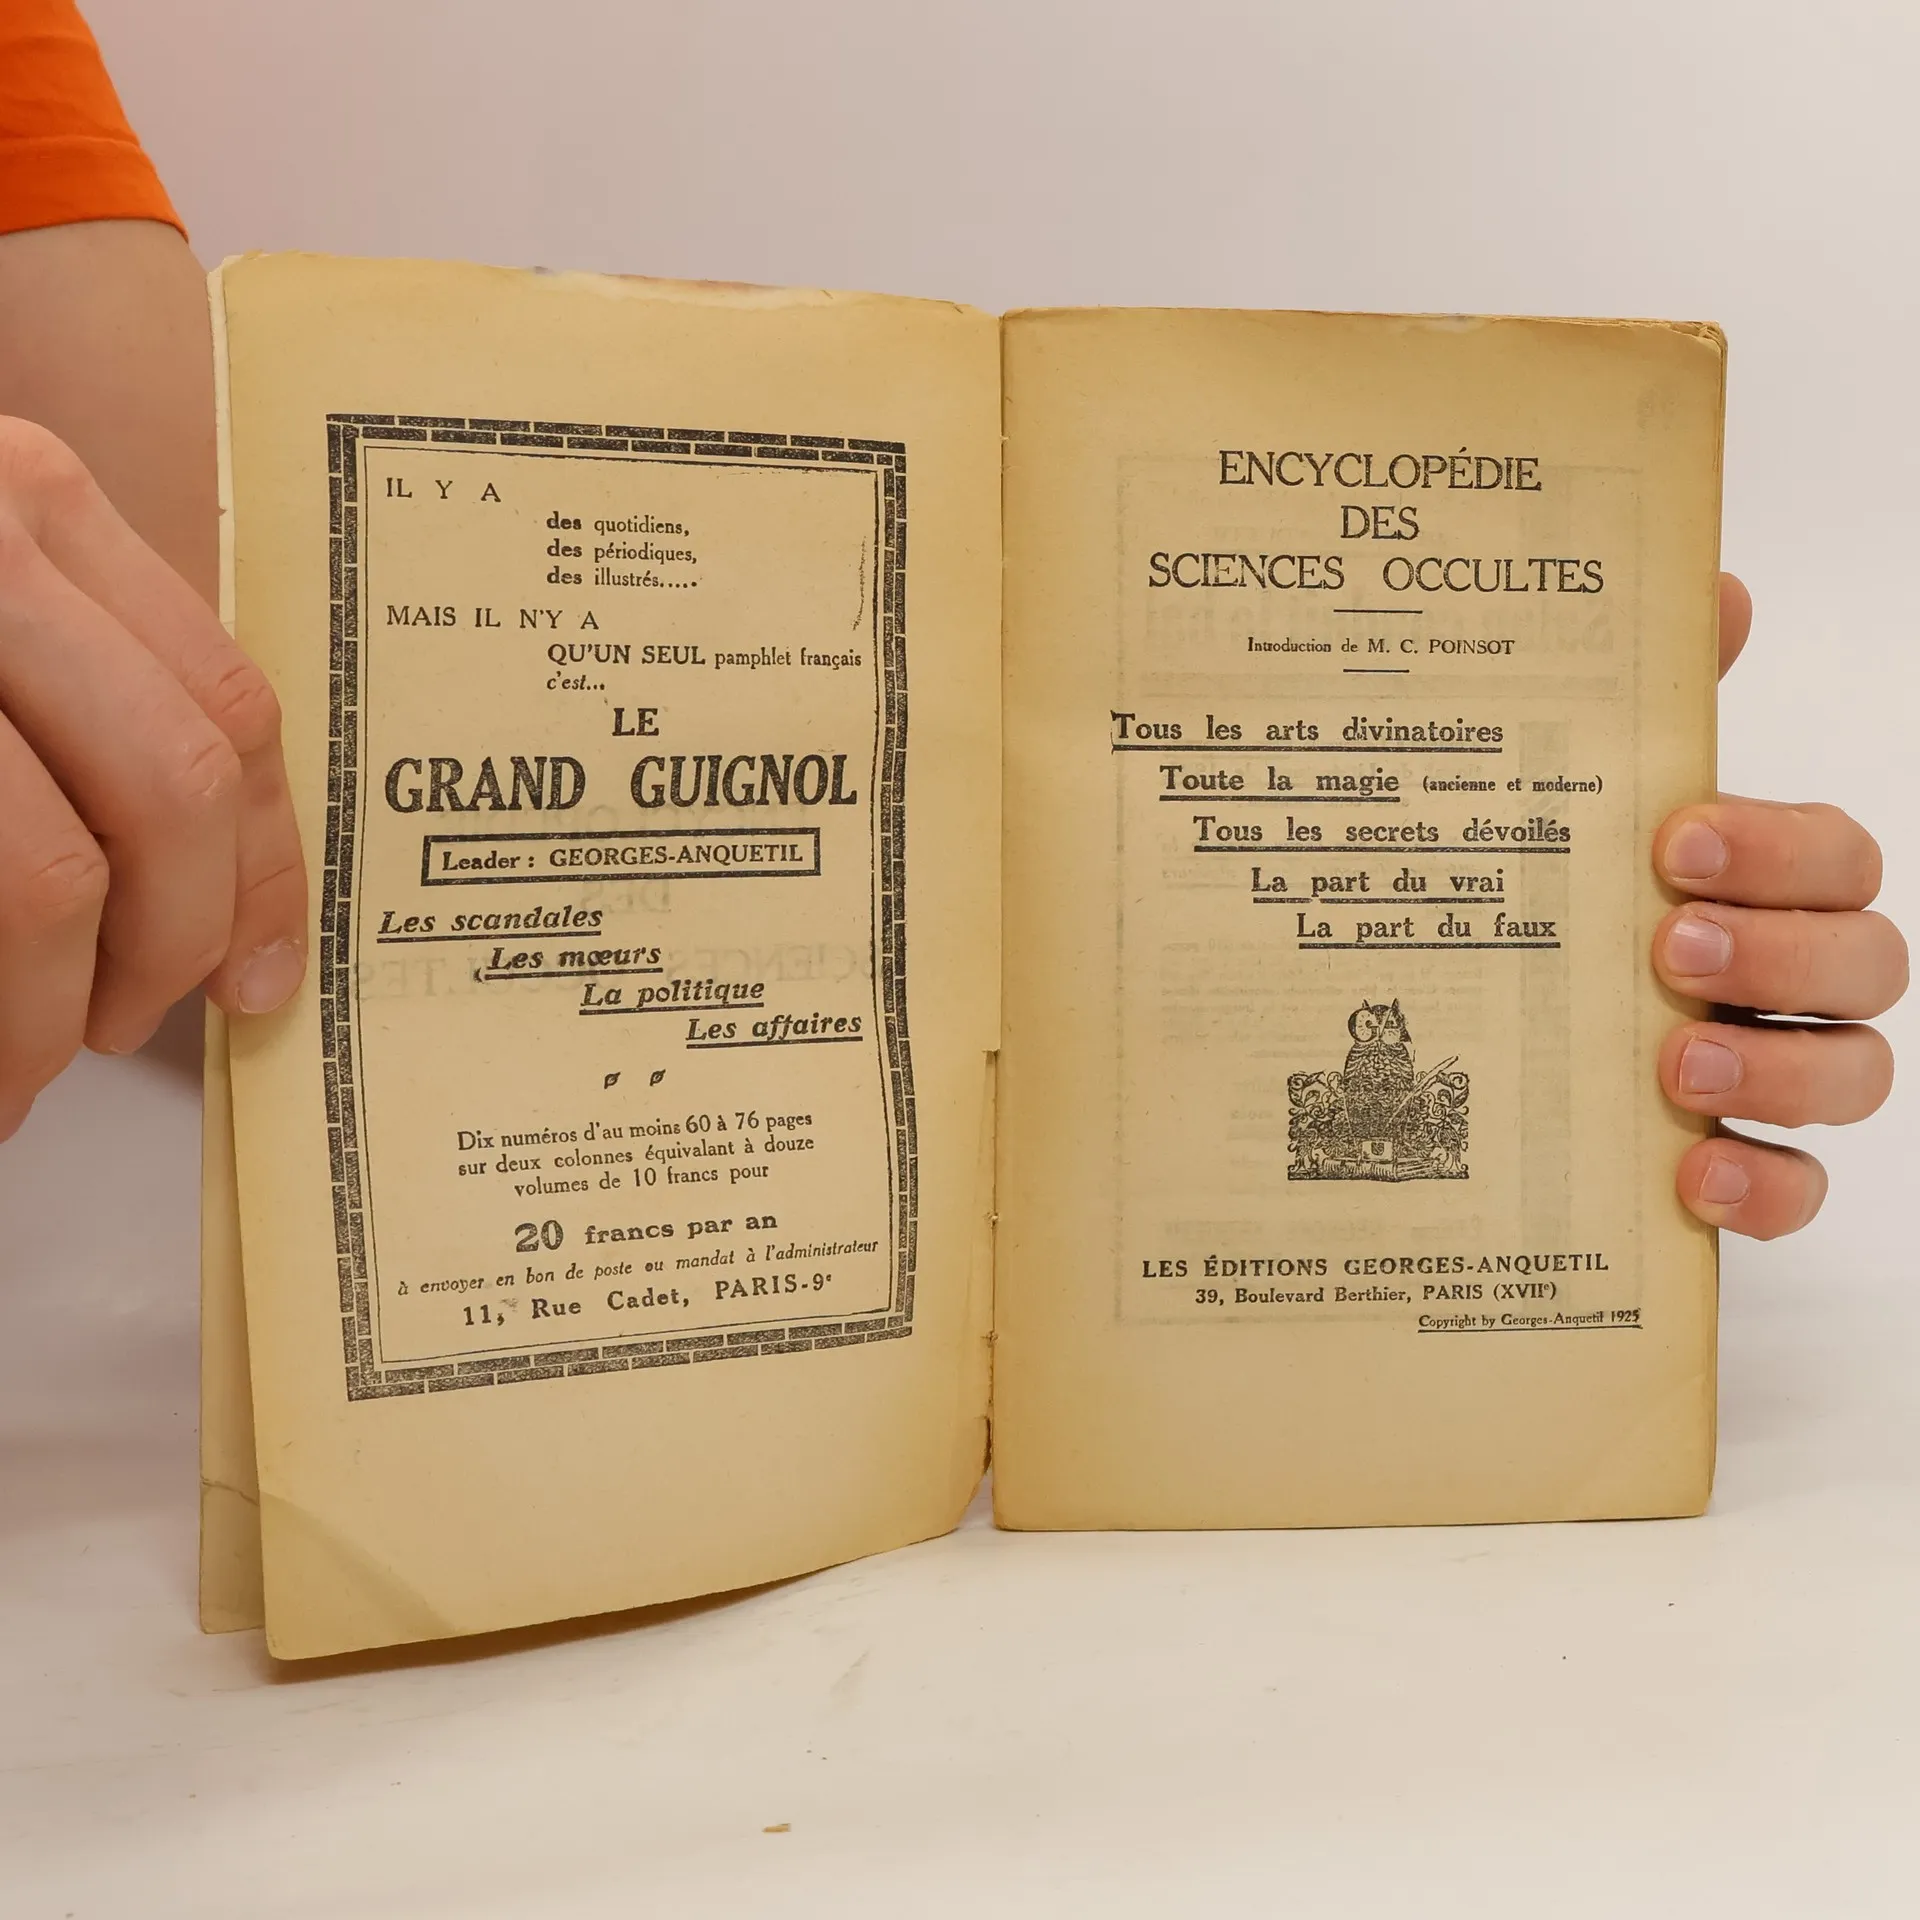 IL Y A
des quotidiens,
des périodiques,
des illustrés.....
MAIS IL N'Y A
QU'UN SEUL pamphlet français
c'est...
LE
GRAND GUIGNOL
Leader : GEORGES-ANQUETIL
Les scandales
Les mœurs
La politique
Les affaires
Dix numéros d'au moins 60 à 76 pages
sur deux colonnes équivalant à douze
volumes de 10 francs pour
20 francs par an
à envoyer en bon de poste ou mandat à l'administrateur
11, Rue Cadet, PARIS-9e
ENCYCLOPÉDIE
DES
SCIENCES OCCULTES
Introduction de M. C. POINSOT
Tous les arts divinatoires
Toute la magie (ancienne et moderne)
Tous les secrets dévoilés
La part du vrai
La part du faux
GA
LES ÉDITIONS GEORGES-ANQUETIL
39, Boulevard Berthier, PARIS (XVIIe)
Copyright by Georges-Anquetil 1925